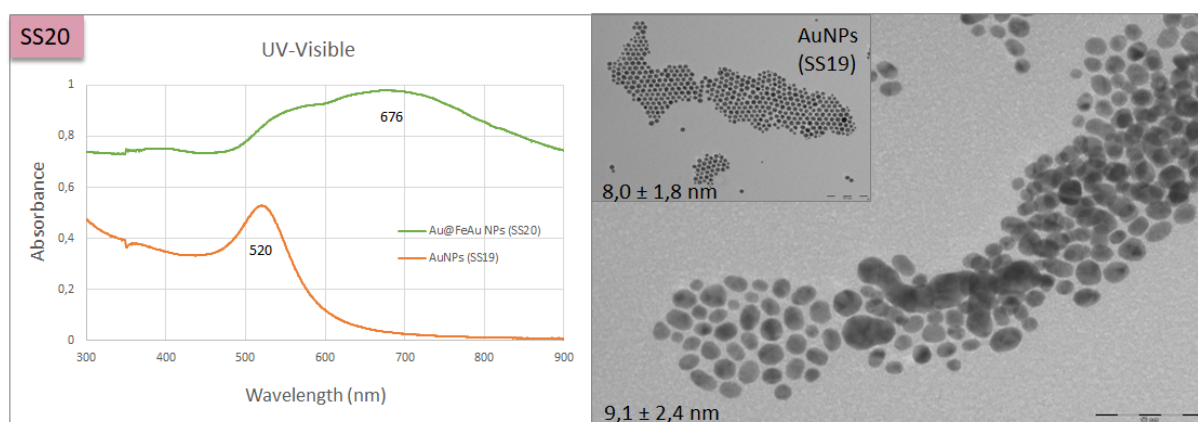 SS20
UV-Visible
1
0,8
0,6
0,4
0,2
0
300
400
500
600
700
800
900
Absorbance
Wavelength (nm)
676
520
Au@FeAu NPs (SS20)
AuNPs (SS19)
AuNPs
(SS19)
8,0 ± 1,8 nm
9,1 ± 2,4 nm